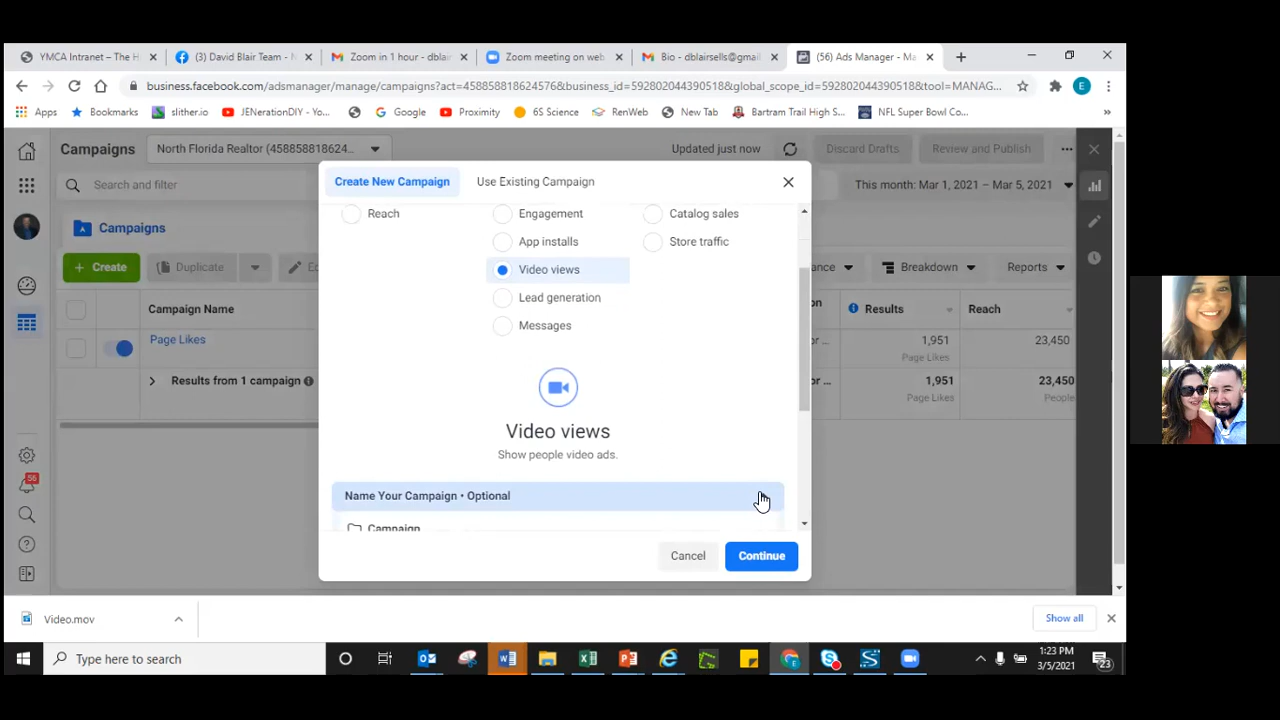 YMCA Intranet – The H
(3) David Blair Team - N
Zoom in 1 hour - dblair
Zoom meeting on web
Bio - dblairsells@gmail
(56) Ads Manager - Ma
business.facebook.com/adsmanager/manage/campaigns?act=458858818624576&business_id=592802044390518&global_scope_id=592802044390518&tool=MANAG...
E
Apps
Bookmarks
slither.io
JENerationDIY - Yo...
Google
Proximity
6S Science
RenWeb
New Tab
Bartram Trail High S...
NFL Super Bowl Co...
»
Campaigns
North Florida Realtor (458858818624...
Updated just now
Discard Drafts
Review and Publish
Search and filter
This month: Mar 1, 2021 – Mar 5, 2021
Create New Campaign
Use Existing Campaign
Campaigns
+ Create
Duplicate
Breakdown
Reports
Campaign Name
Results
Reach
Page Likes
1,951
23,450
Page Likes
Results from 1 campaign
1,951
23,450
Page Likes
People
Reach
Engagement
Catalog sales
App installs
Store traffic
Video views
Lead generation
Messages
Video views
Show people video ads.
Name Your Campaign • Optional
Campaign
Cancel
Continue
56
Video.mov
Show all
Type here to search
1:23 PM
3/5/2021
23